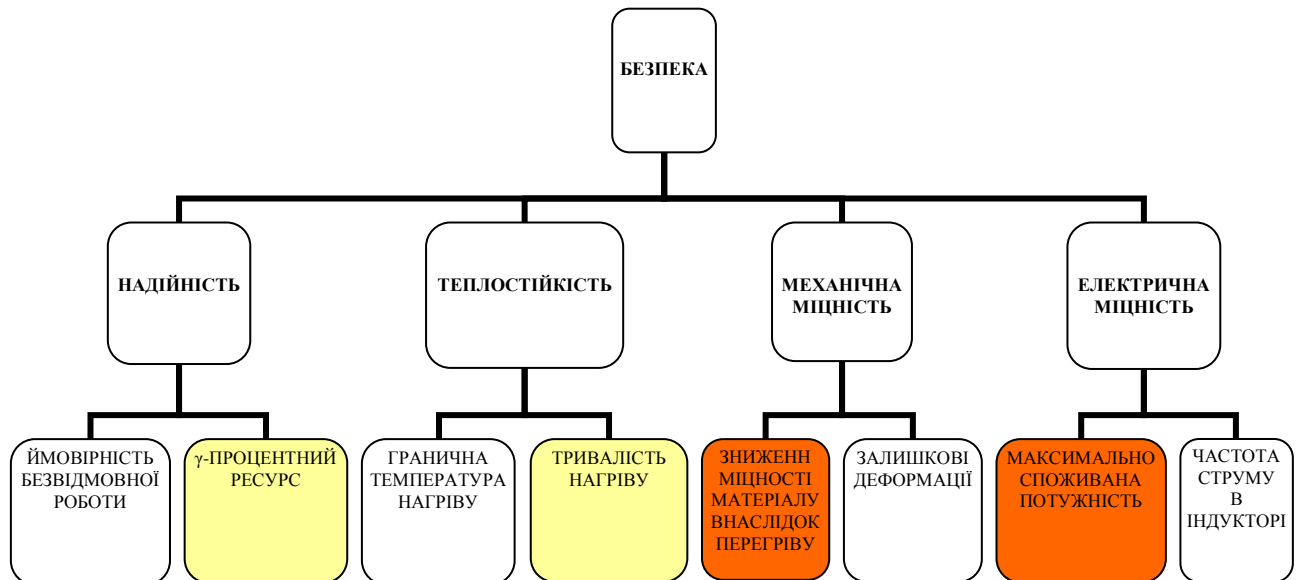 БЕЗПЕКА
НАДІЙНІСТЬ
ТЕПЛОСТІЙКІСТЬ
МЕХАНІЧНА
МІЦНІСТЬ
ЕЛЕКТРИЧНА
МІЦНІСТЬ
ЙМОВІРНІСТЬ
БЕЗВІДМОВНОЇ
РОБОТИ
γ-ПРОЦЕНТНИЙ
РЕСУРС
ГРАНИЧНА
ТЕМПЕРАТУРА
НАГРІВУ
ТРИВАЛІСТЬ
НАГРІВУ
ЗНИЖЕНН
МІЦНОСТІ
МАТЕРІАЛУ
ВНАСЛІДОК
ПЕРЕГРІВУ
ЗАЛИШКОВІ
ДЕФОРМАЦІЇ
МАКСИМАЛЬНО
СПОЖИВАНА
ПОТУЖНІСТЬ
ЧАСТОТА
СТРУМУ
В
ІНДУКТОРІ